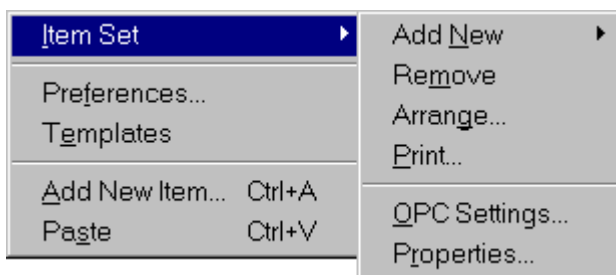 Item Set
Preferences...
Templates
Add New Item... Ctrl+A
Paste Ctrl+V
Add New
Remove
Arrange...
Print...
OPC Settings...
Properties...